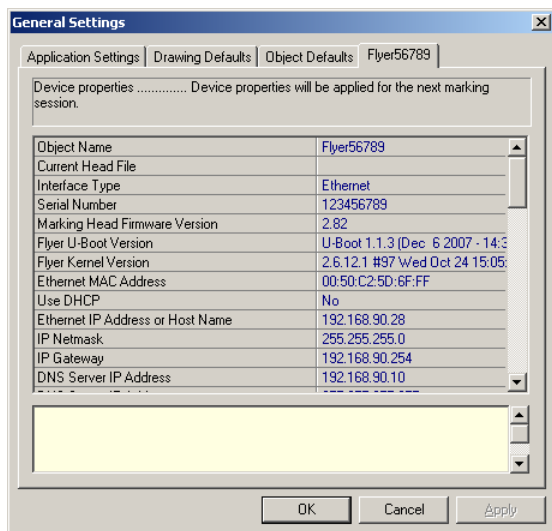 General Settings
Application Settings Drawing Defaults Object Defaults Flyer56789
Device properties .............. Device properties will be applied for the next marking
session.
Object Name Flyer56789
Current Head File
Interface Type Ethernet
Serial Number 123456789
Marking Head Firmware Version 2.82
Flyer U-Boot Version U-Boot 1.1.3 (Dec 6 2007 - 14:3
Flyer Kernel Version 2.6.12.1 #97 Wed Oct 24 15:05:
Ethernet MAC Address 00:50:C2:5D:6F:FF
Use DHCP No
Ethernet IP Address or Host Name 192.168.90.28
IP Netmask 255.255.255.0
IP Gateway 192.168.90.254
DNS Server IP Address 192.168.90.10
OK Cancel Apply